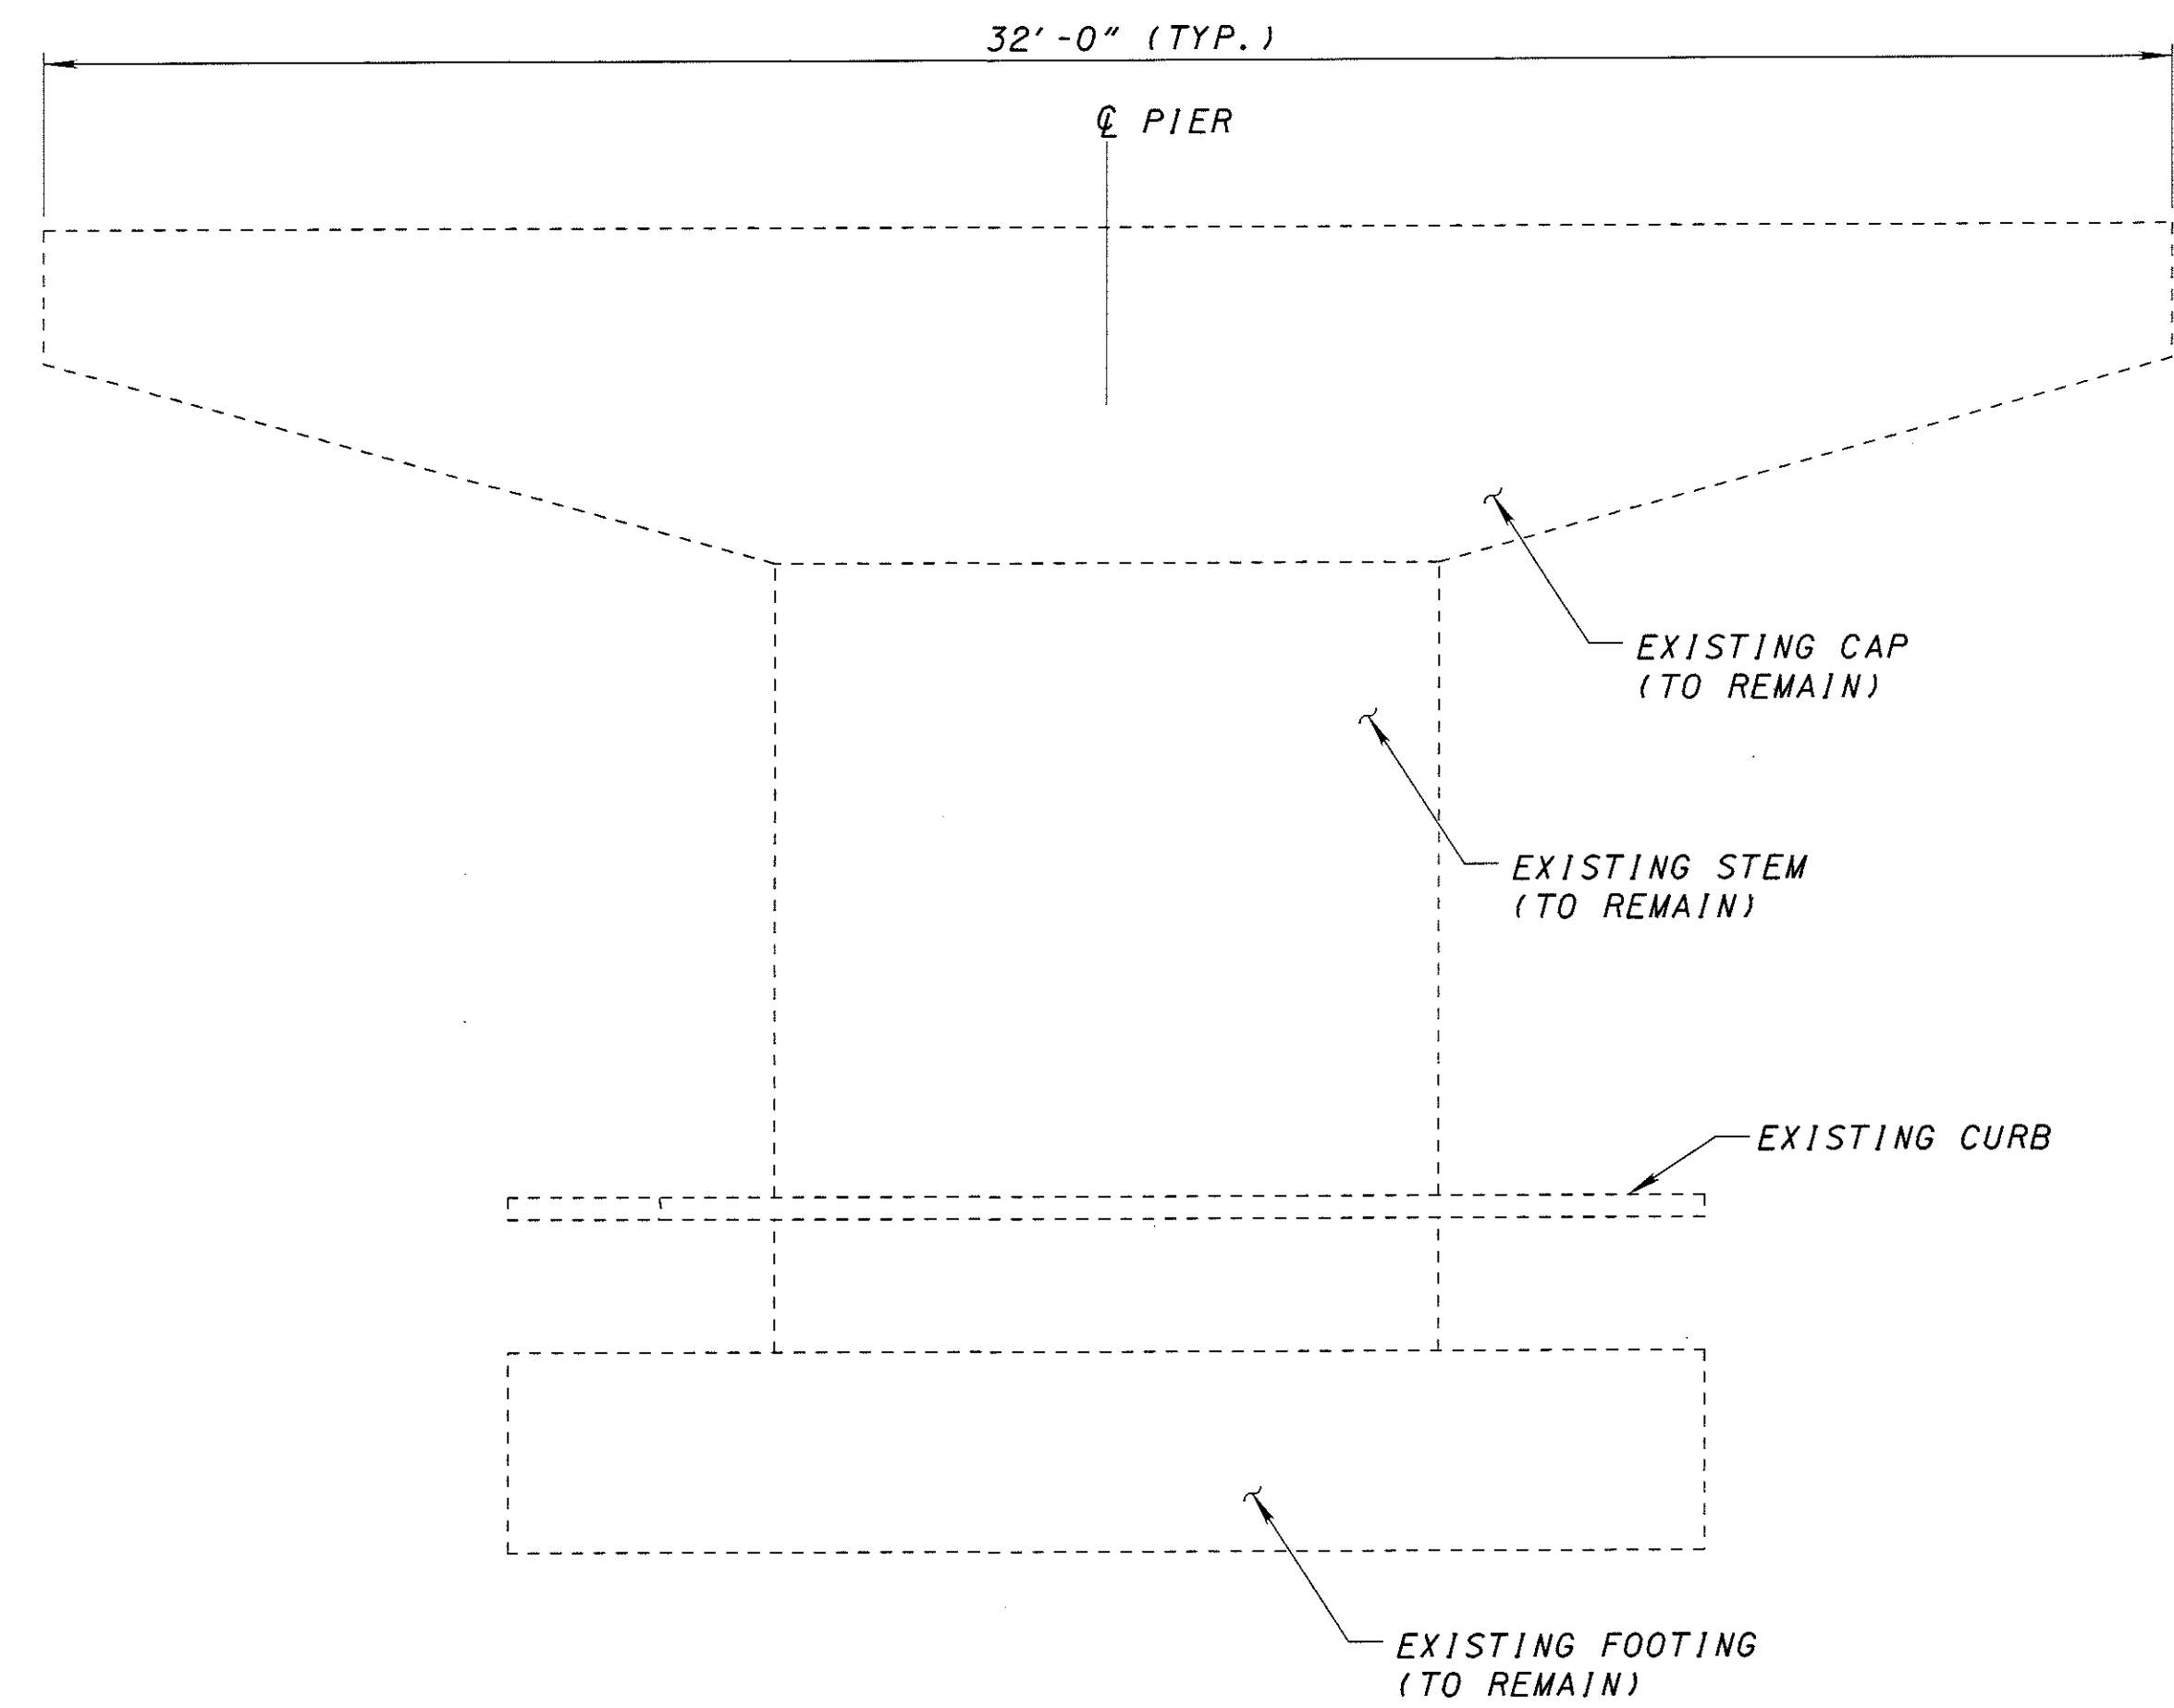 32'-0" (TYP.)
℄ PIER
EXISTING CAP
(TO REMAIN)
EXISTING STEM
(TO REMAIN)
EXISTING CURB
EXISTING FOOTING
(TO REMAIN)